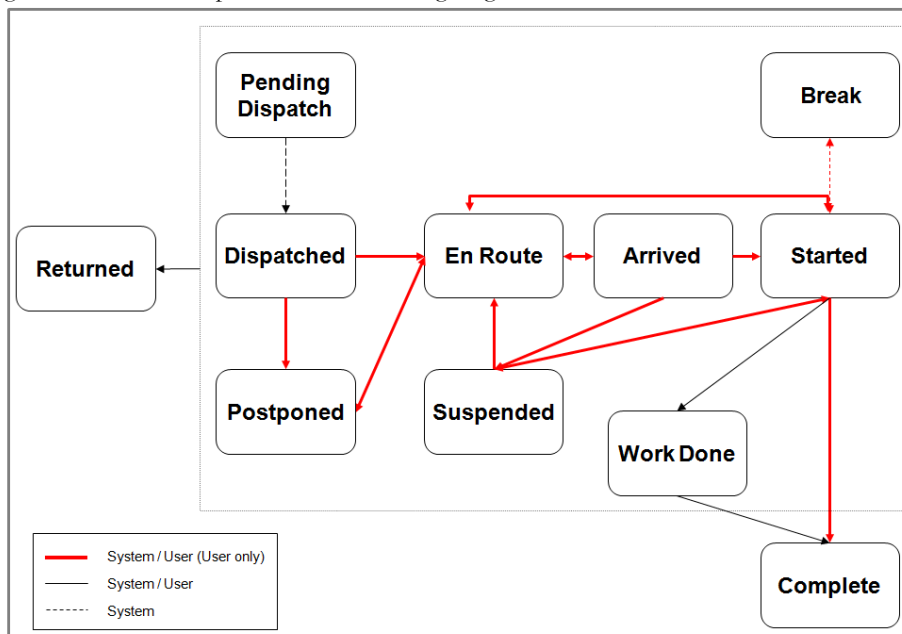 Pending
Dispatch
Break
Returned
Dispatched
En Route
Arrived
Started
Postponed
Suspended
Work Done
Complete
System / User (User only)
System / User
System